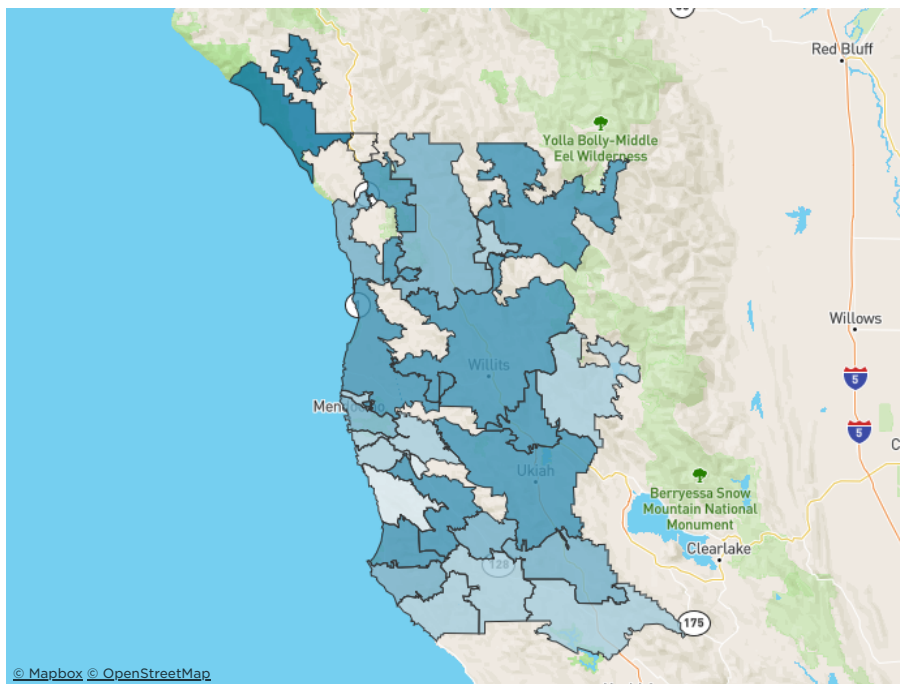 Red Bluff
Yolla Bolly-Middle
Eel Wilderness
Willows
5
Willits
5
Ukiah
Berryessa Snow
Mountain National
Monument
Clearlake
128
175
© Mapbox © OpenStreetMap